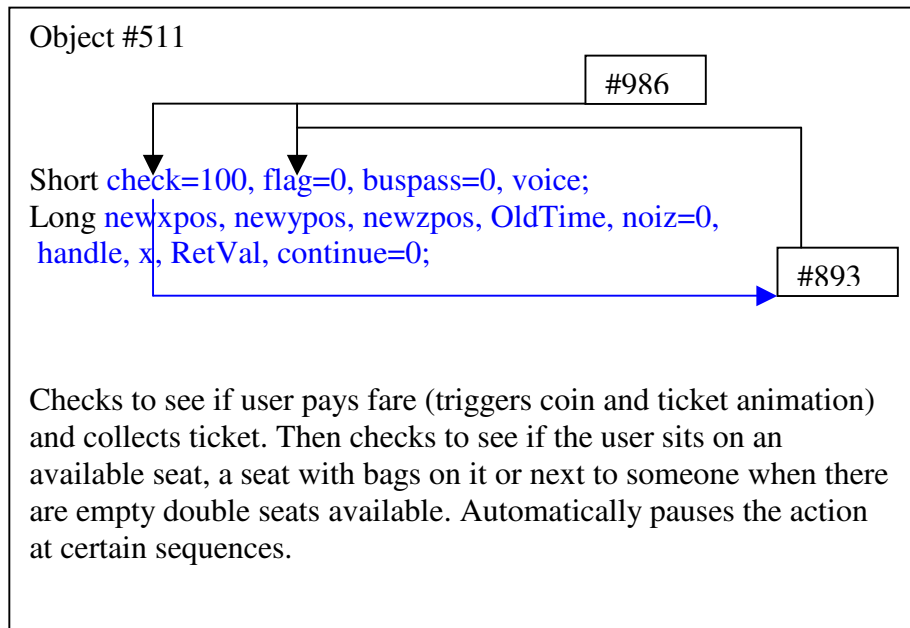 Object #511
#986
Short check=100, flag=0, buspass=0, voice;
Long newxpos, newypos, newzpos, OldTime, noiz=0,
handle, x, RetVal, continue=0;
#893
Checks to see if user pays fare (triggers coin and ticket animation)
and collects ticket. Then checks to see if the user sits on an
available seat, a seat with bags on it or next to someone when there
are empty double seats available. Automatically pauses the action
at certain sequences.